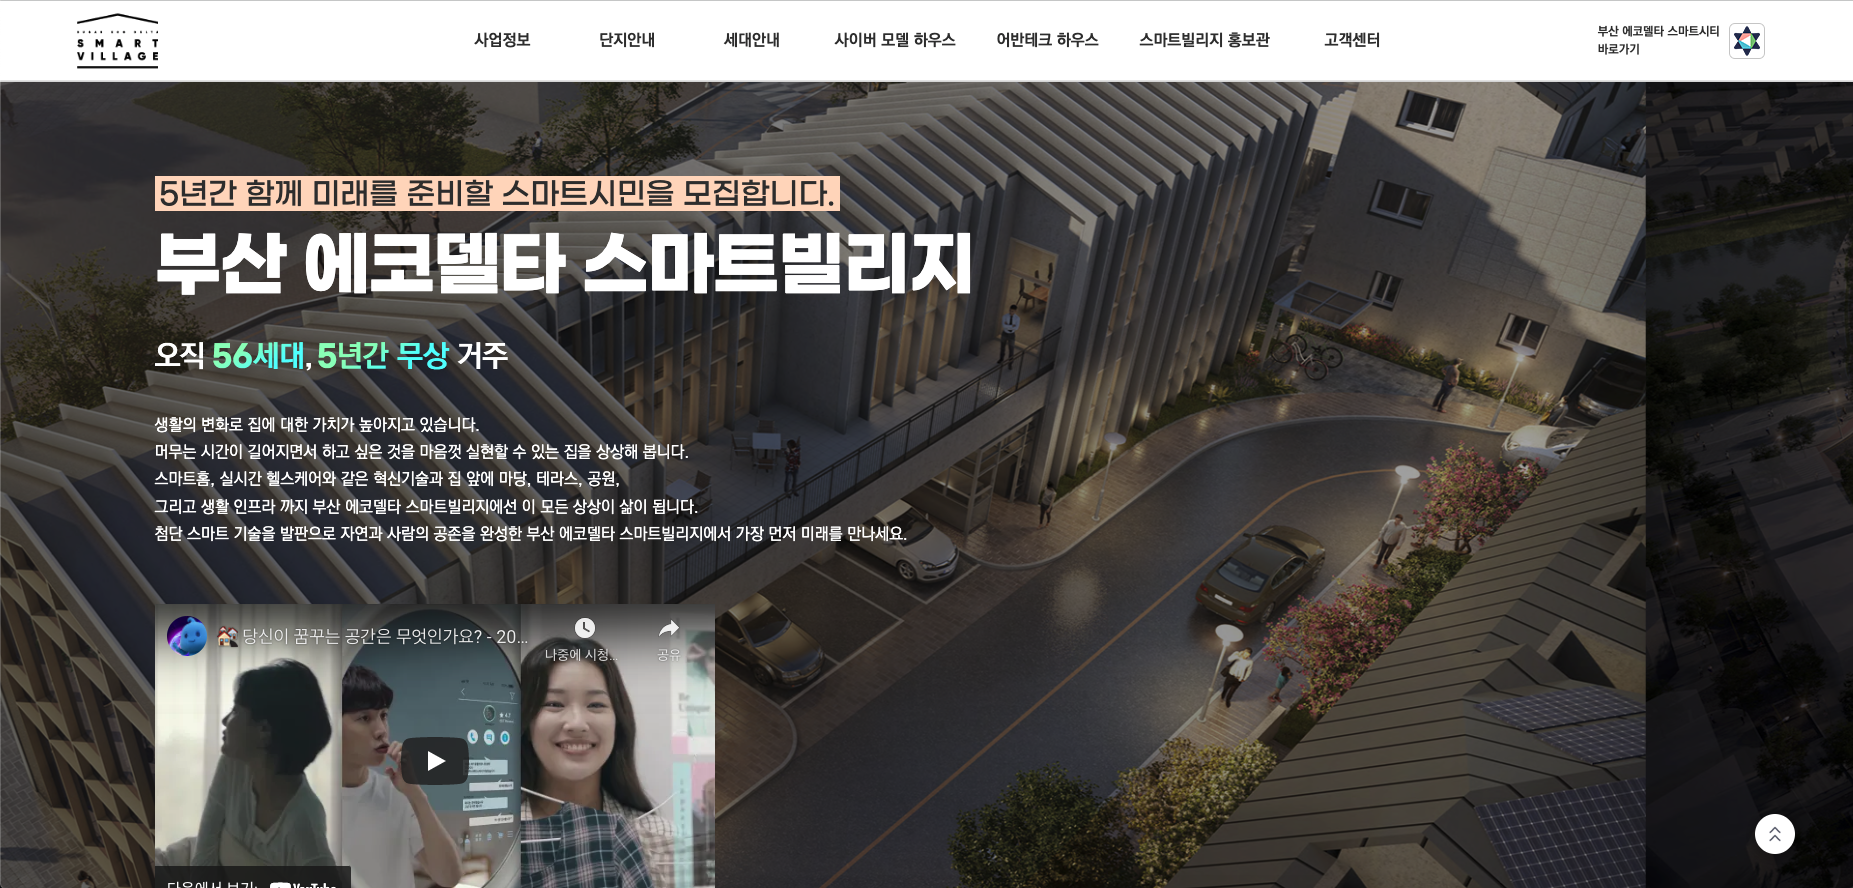 SMART
VILLAGE
사업정보
단지안내
세대안내
사이버 모델 하우스
어반테크 하우스
스마트빌리지 홍보관
고객센터
부산 에코델타 스마트시티
바로가기
5년간 함께 미래를 준비할 스마트시민을 모집합니다.
부산 에코델타 스마트빌리지
오직 56세대, 5년간 무상 거주
생활의 변화로 집에 대한 가치가 높아지고 있습니다.
머무는 시간이 길어지면서 하고 싶은 것을 마음껏 실현할 수 있는 집을 상상해 봅니다.
스마트홈, 실시간 헬스케어와 같은 혁신기술과 집 앞에 마당, 테라스, 공원,
그리고 생활 인프라 까지 부산 에코델타 스마트빌리지에선 이 모든 상상이 삶이 됩니다.
첨단 스마트 기술을 발판으로 자연과 사람의 공존을 완성한 부산 에코델타 스마트빌리지에서 가장 먼저 미래를 만나세요.
당신이 꿈꾸는 공간은 무엇인가요? - 20...
나중에 시청...
공유
다음에서 보기: YouTube